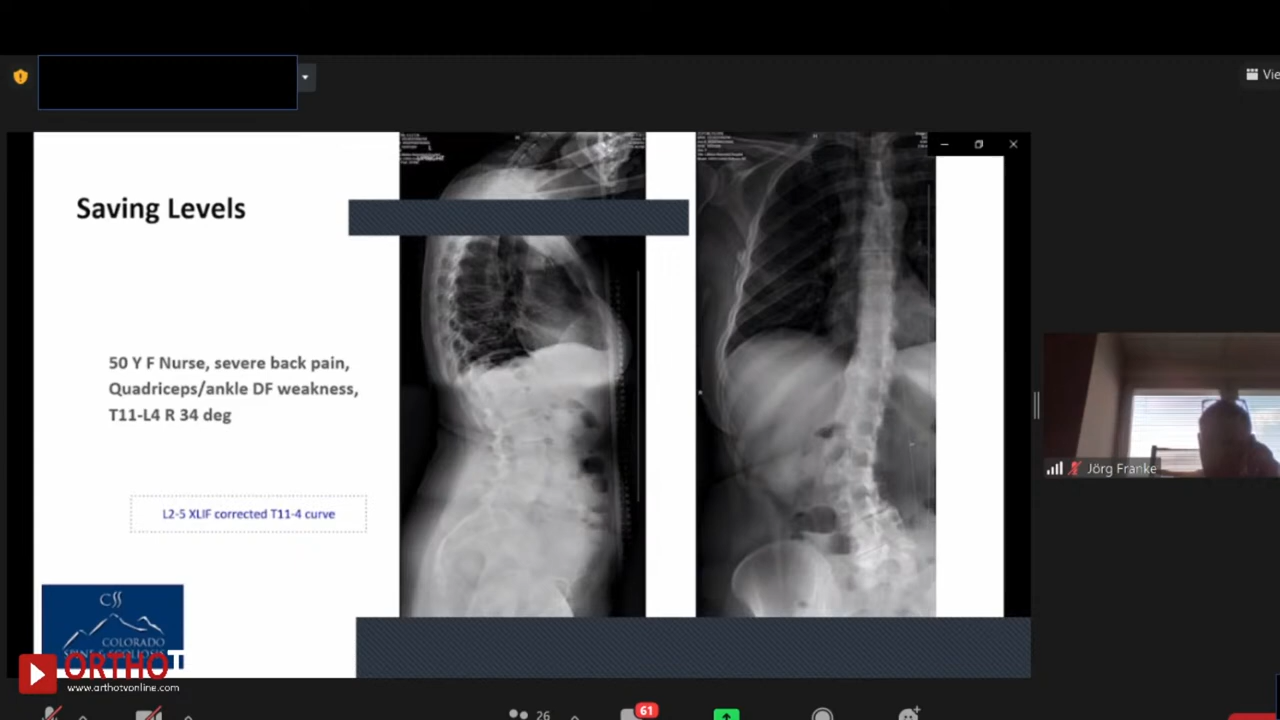 Vie
Saving Levels
50 Y F Nurse, severe back pain,
Quadriceps/ankle DF weakness,
T11-L4 R 34 deg
L2-5 XLIF corrected T11-4 curve
CSS
COLORADO
Jörg Franke
ORTHOT
www.orthotvonline.com
26
61